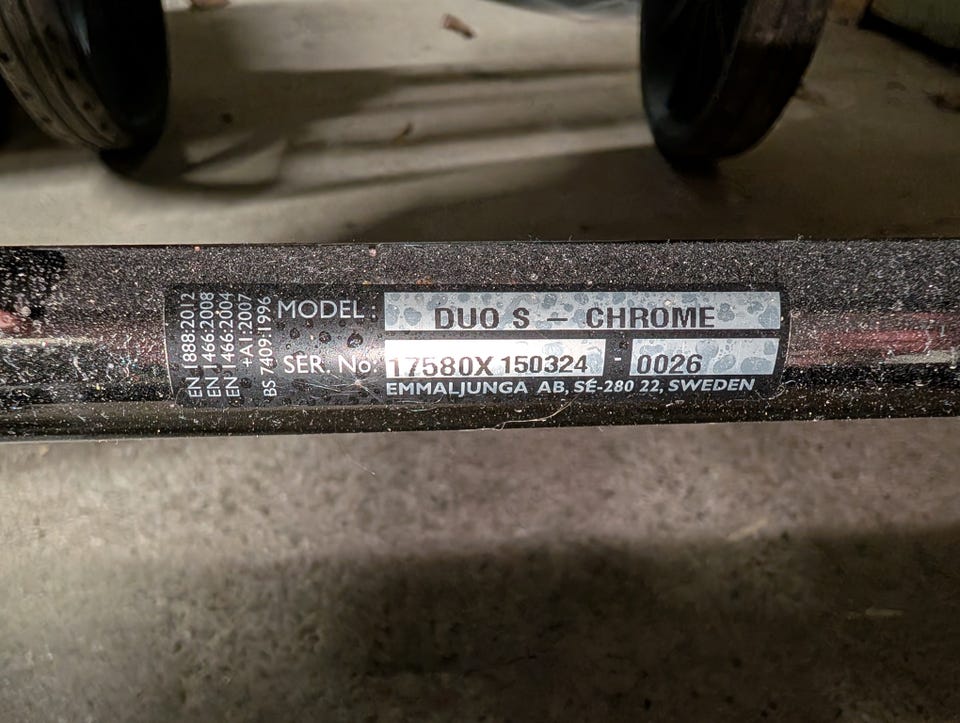 EN 1888:2012
EN 1466:2008
EN 1466:2004
+A1:2007
BS 7409:1996
MODEL : DUO S - CHROME
SER. No: 17580X 150324 - 0026
EMMALJUNGA AB, SE-280 22, SWEDEN